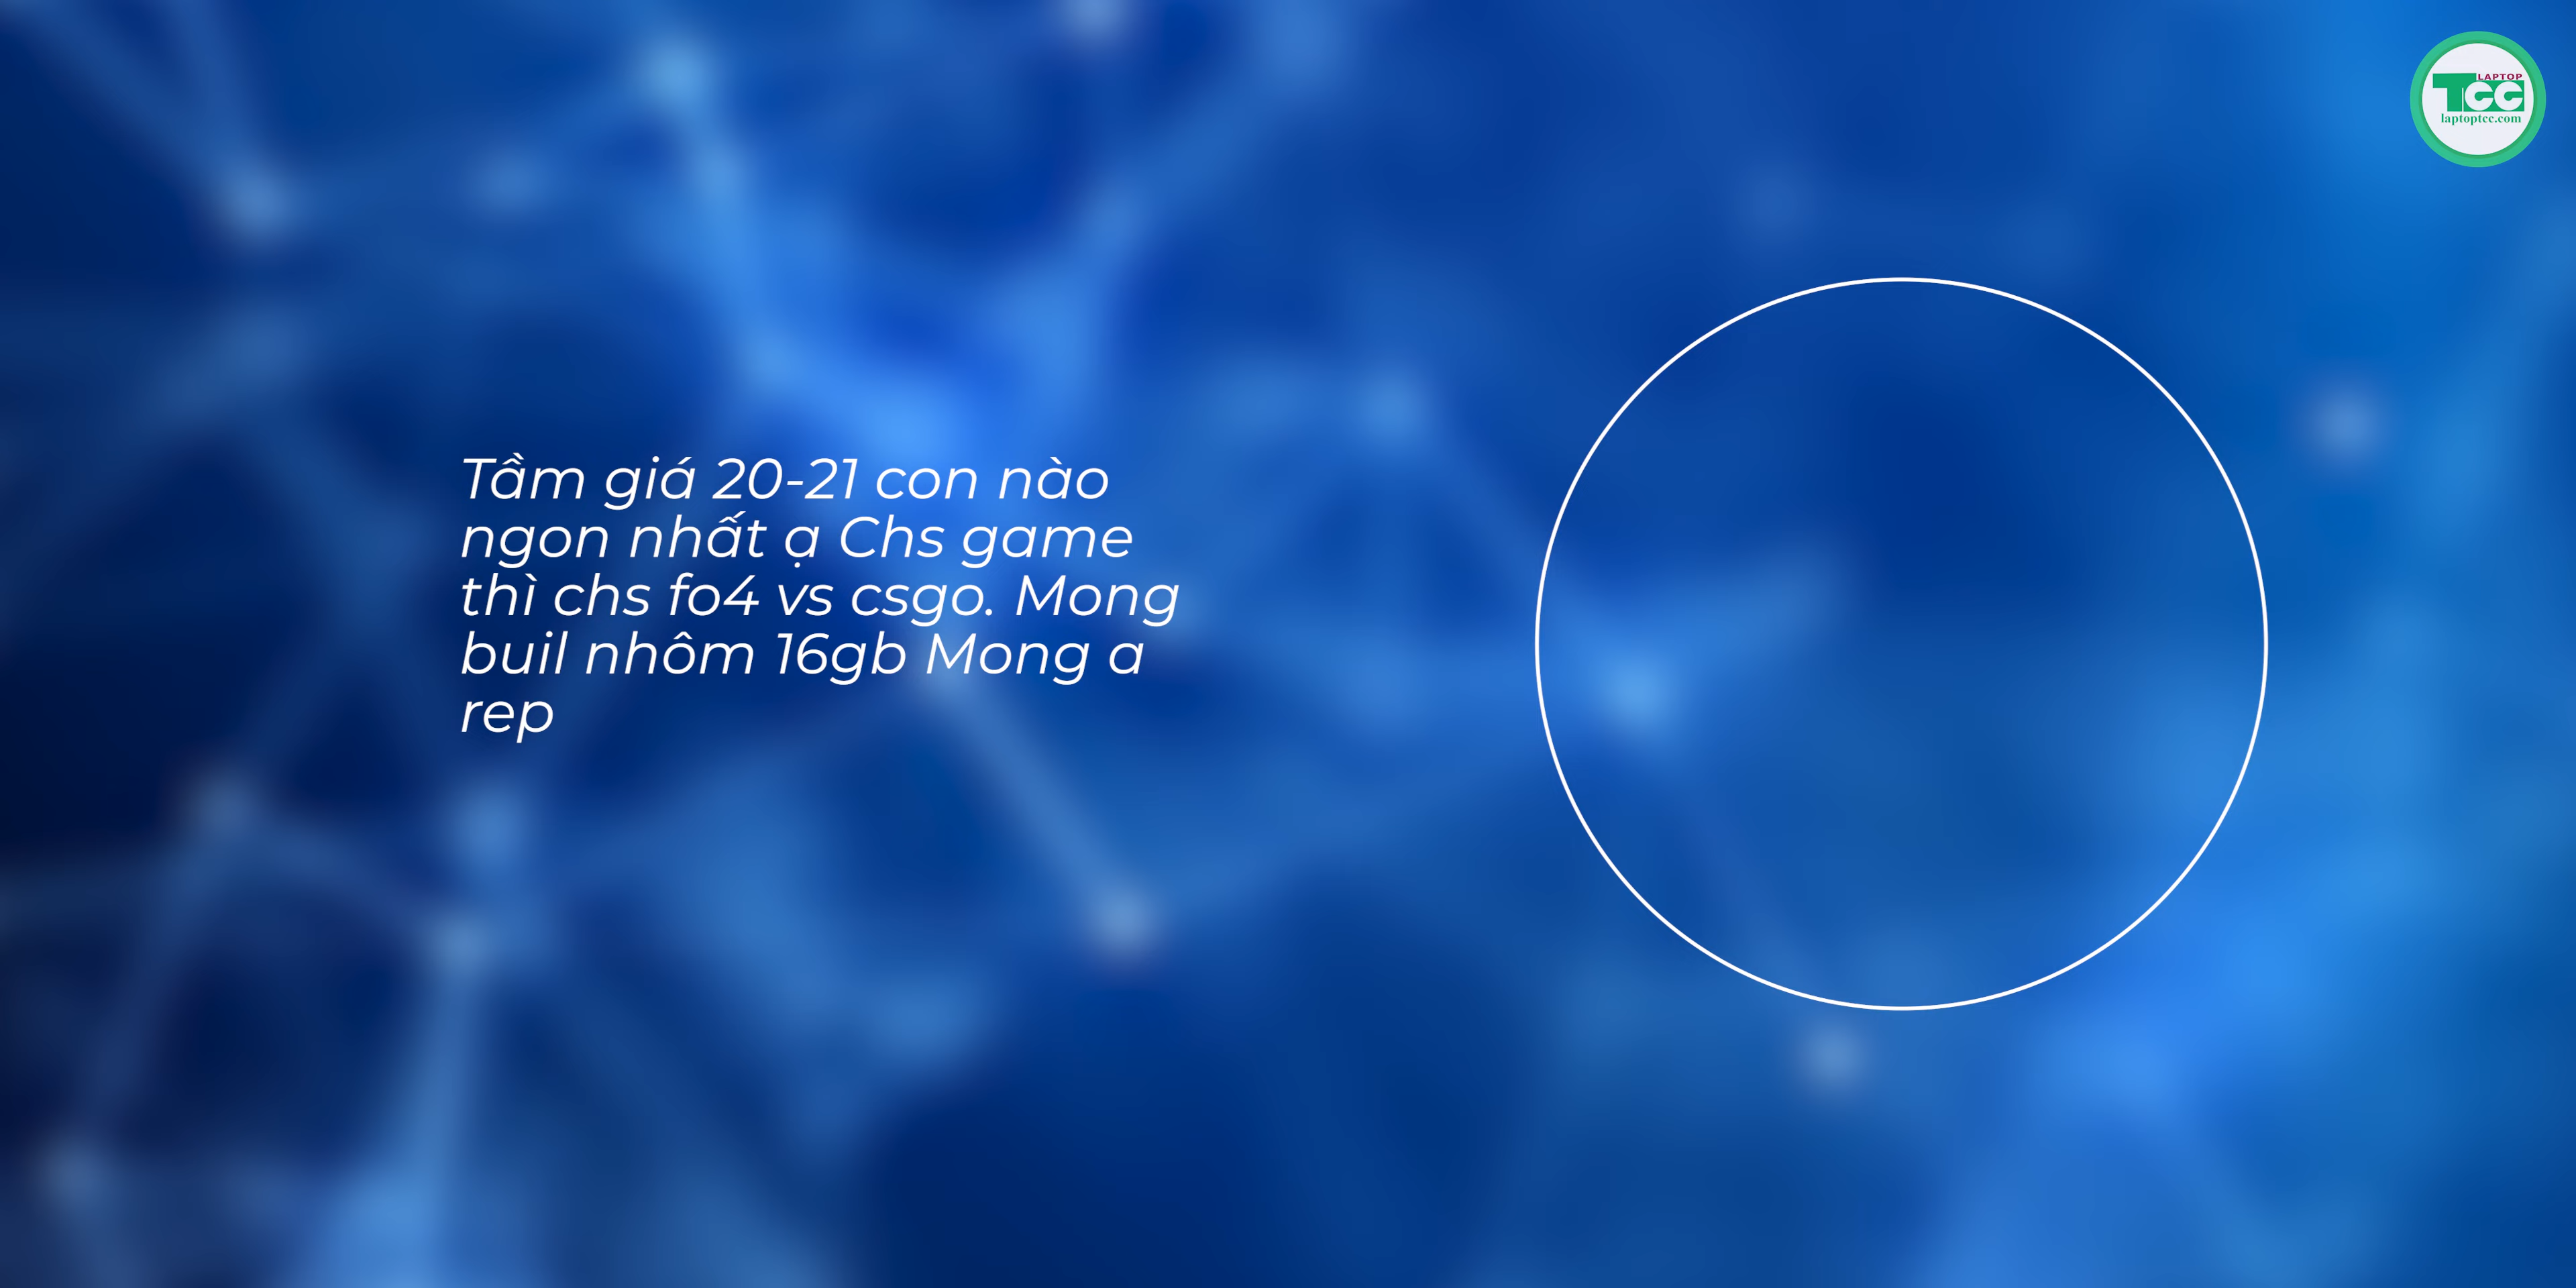 LAPTOP
TCC
laptoptcc.com
Tầm giá 20-21 con nào
ngon nhất ạ Chs game
thì chs fo4 vs csgo. Mong
buil nhôm 16gb Mong a
rep